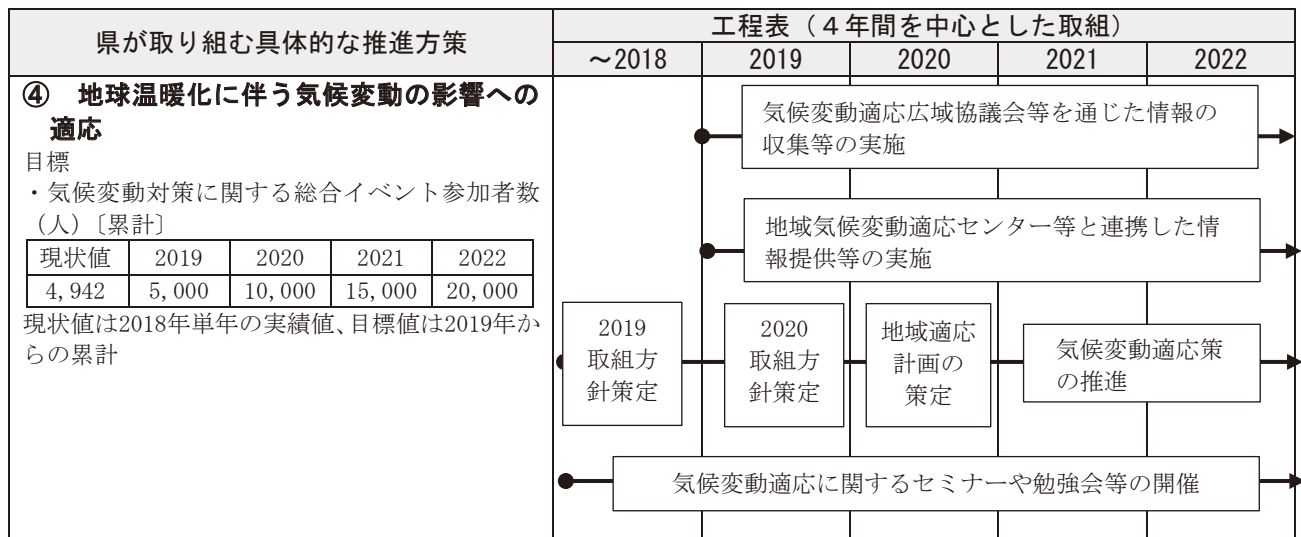 県が取り組む具体的な推進方策
工程表（４年間を中心とした取組）
～2018
2019
2020
2021
2022
④　地球温暖化に伴う気候変動の影響への
適応
目標
・気候変動対策に関する総合イベント参加者数
（人）〔累計〕
現状値
2019
2020
2021
2022
4,942
5,000
10,000
15,000
20,000
現状値は2018年単年の実績値、目標値は2019年か
らの累計
気候変動適応広域協議会等を通じた情報の
収集等の実施
地域気候変動適応センター等と連携した情
報提供等の実施
2019
取組方
針策定
2020
取組方
針策定
地域適応
計画の
策定
気候変動適応策
の推進
気候変動適応に関するセミナーや勉強会等の開催